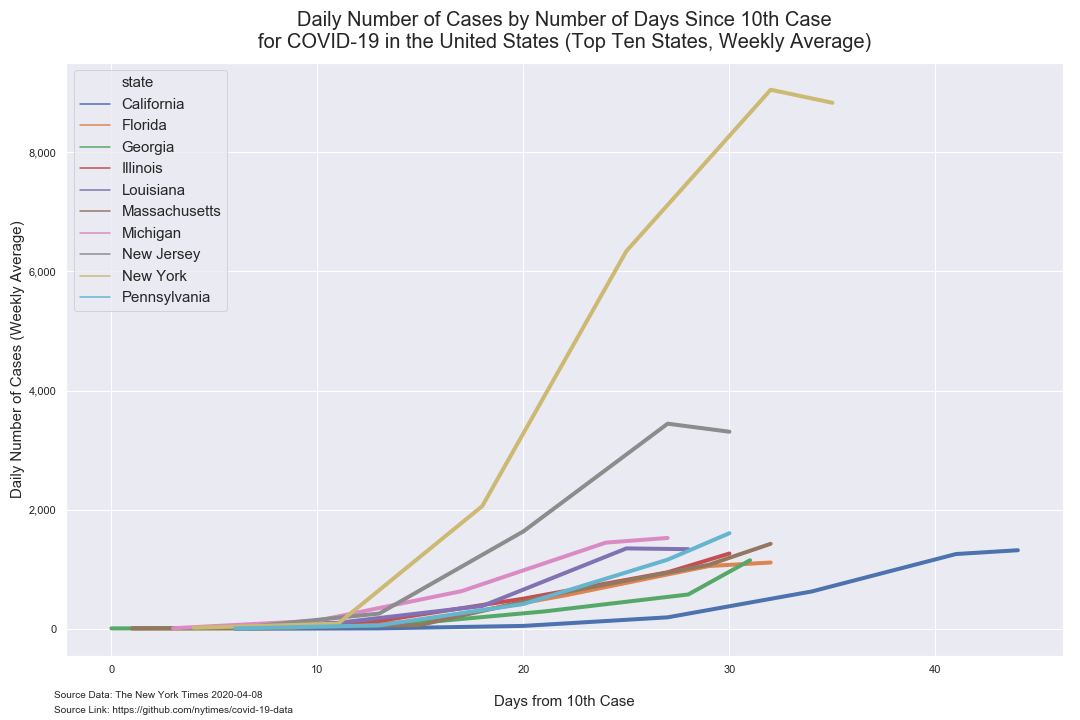 Daily Number of Cases by Number of Days Since 10th Case
for COVID-19 in the United States (Top Ten States, Weekly Average)
state
California
Florida
Georgia
Illinois
Louisiana
Massachusetts
Michigan
New Jersey
New York
Pennsylvania
Daily Number of Cases (Weekly Average)
8,000
6,000
4,000
2,000
0
0 10 20 30 40
Days from 10th Case
Source Data: The New York Times 2020-04-08
Source Link: https://github.com/nytimes/covid-19-data